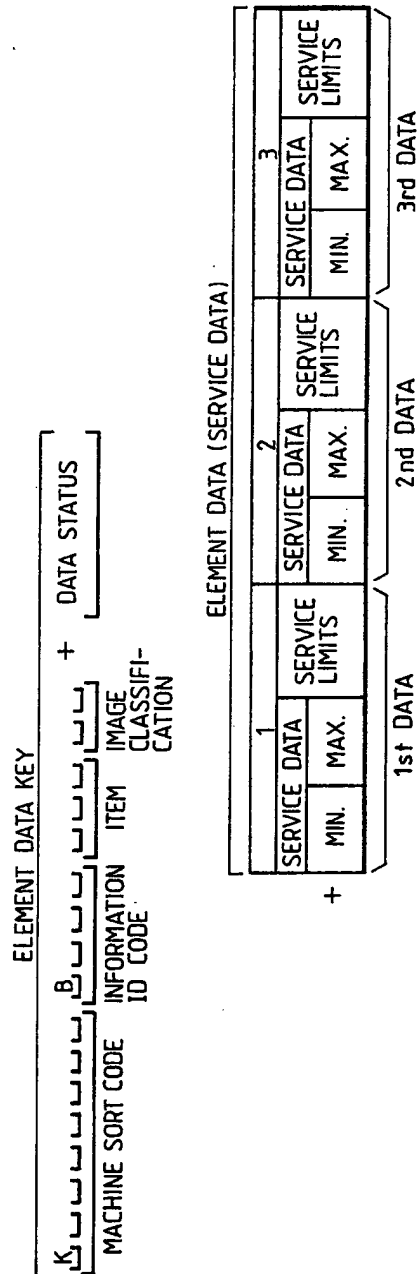 ELEMENT DATA KEY
K
B
MACHINE SORT CODE
INFORMATION
ID CODE
ITEM
IMAGE
CLASSIFI-
CATION
+
DATA STATUS
ELEMENT DATA (SERVICE DATA)
+
1
SERVICE DATA
MIN.
MAX.
SERVICE
LIMITS
2
SERVICE DATA
MIN.
MAX.
SERVICE
LIMITS
3
SERVICE DATA
MIN.
MAX.
SERVICE
LIMITS
1st DATA
2nd DATA
3rd DATA